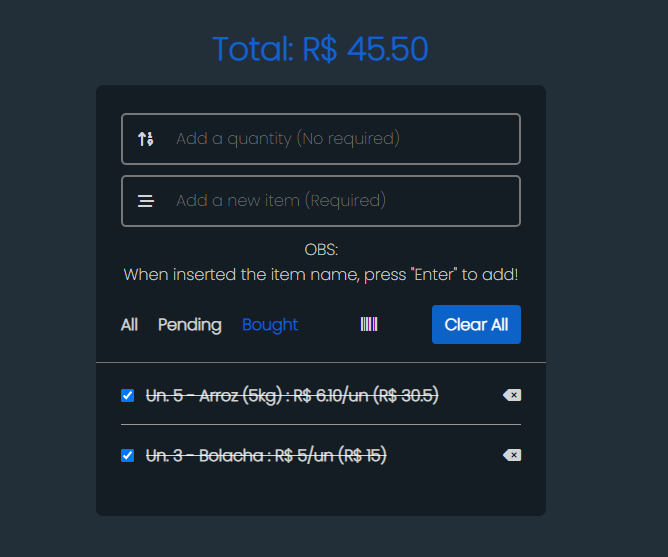 Total: R$ 45.50
Add a quantity (No required)
Add a new item (Required)
OBS:
When inserted the item name, press "Enter" to add!
All Pending Bought Clear All
Un. 5 - Arroz (5kg) : R$ 6.10/un (R$ 30.5)
Un. 3 - Bolacha : R$ 5/un (R$ 15)